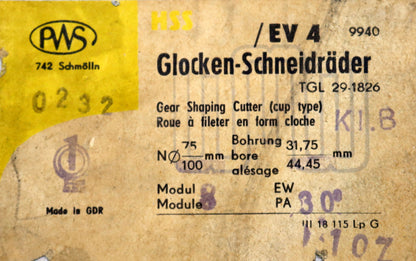 PWS
742 Schmölln
HSS
/EV 4 9940
Glocken-Schneidräder
TGL 29-1826
0232
Gear Shaping Cutter (cup type)
Roue à fileter en form cloche
Kl.B
NØ 75/100 mm
Bohrung 31,75
bore mm
alésage 44,45
1
Modul 8 EW
Module PA 30°
Made in GDR
III 18 115 Lp G